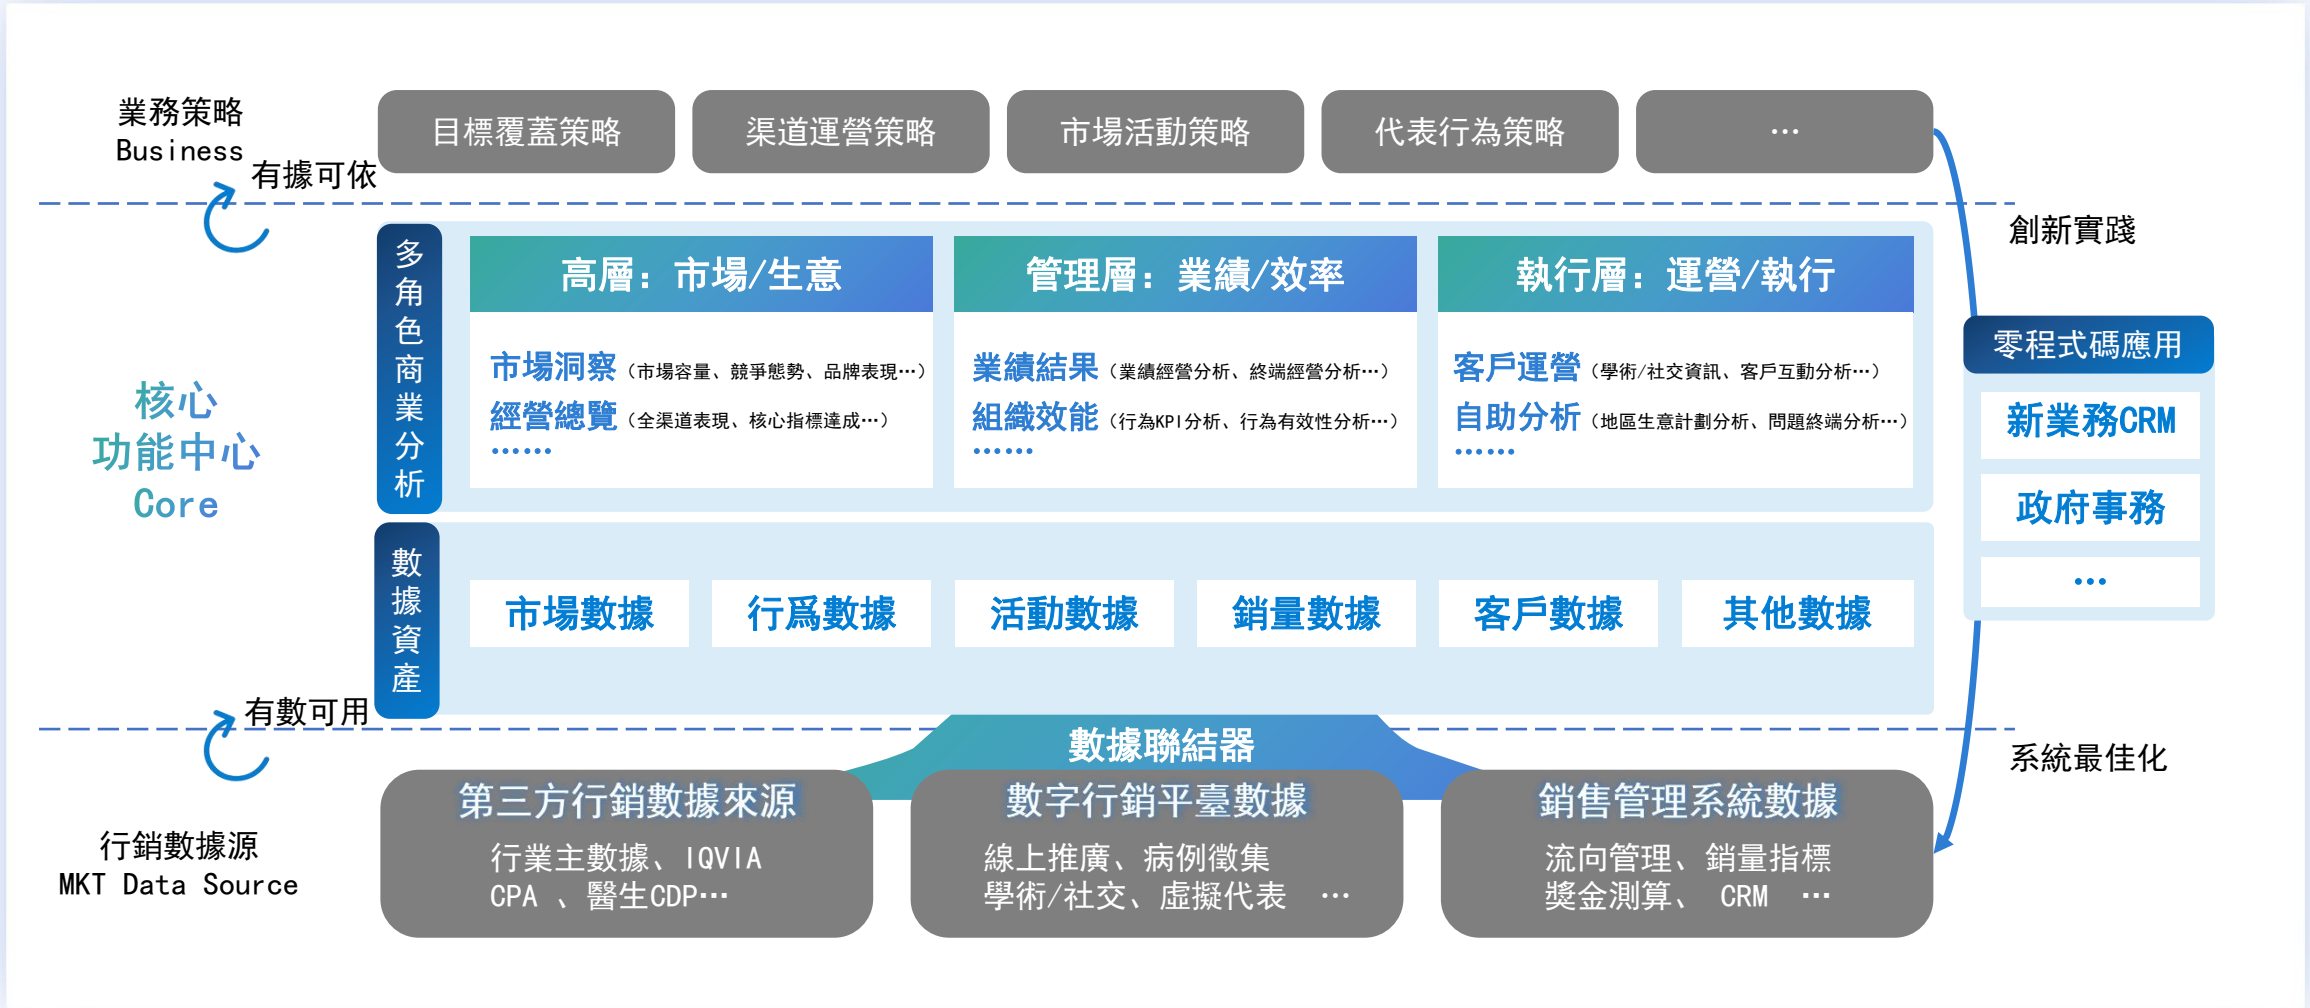 業務策略
Business
有據可依
目標覆蓋策略
渠道運營策略
市場活動策略
代表行為策略
…
創新實踐
核心
功能中心
Core
多角色商業分析
高層：市場/生意
市場洞察（市場容量、競爭態勢、品牌表現…）
經營總覽（全渠道表現、核心指標達成…）
……
管理層：業績/效率
業績結果（業績經營分析、終端經營分析…）
組織效能（行為KPI分析、行為有效性分析…）
……
執行層：運營/執行
客戶運營（學術/社交資訊、客戶互動分析…）
自助分析（地區生意計劃分析、問題終端分析…）
……
零程式碼應用
新業務CRM
政府事務
…
數據資產
市場數據
行爲數據
活動數據
銷量數據
客戶數據
其他數據
有數可用
數據聯結器
系統最佳化
行銷數據源
MKT Data Source
第三方行銷數據來源
行業主數據、IQVIA
CPA 、醫生CDP…
數字行銷平臺數據
線上推廣、病例徵集
學術/社交、虛擬代表 …
銷售管理系統數據
流向管理、銷量指標
獎金測算、 CRM …